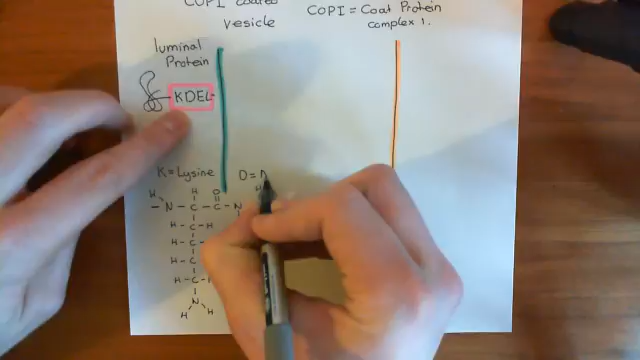 COPI coated
vesicle
COPI = Coat Protein
complex 1.
luminal
Protein
KDEL
K = Lysine
D =
H H O
- N - C - C - N
H - C - H
H - C -
H - C -
H - C -
N
H H